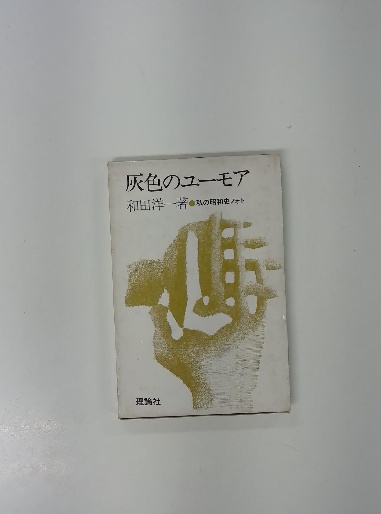 灰色のユーモア
和田洋一著●私の昭和史ノオト
理論社